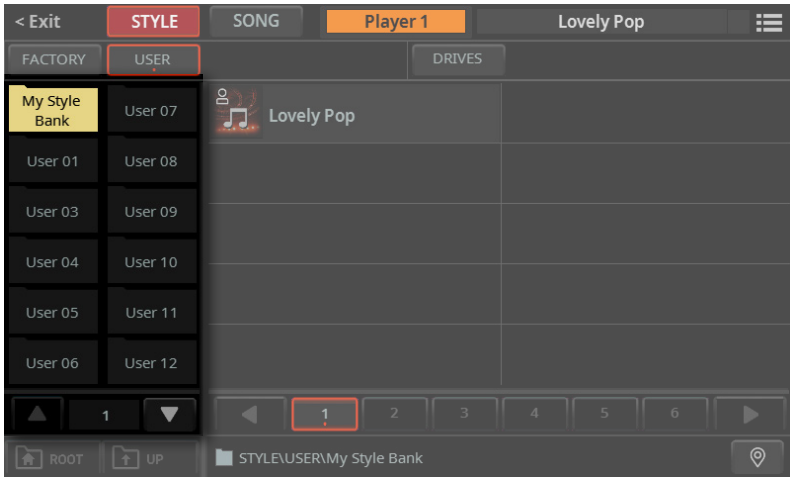 < Exit
STYLE
SONG
Player 1
Lovely Pop
FACTORY
USER
DRIVES
My Style
Bank
User 07
User 01
User 08
User 03
User 09
User 04
User 10
User 05
User 11
User 06
User 12
1
Lovely Pop
1
2
3
4
5
6
ROOT
UP
STYLE\USER\My Style Bank